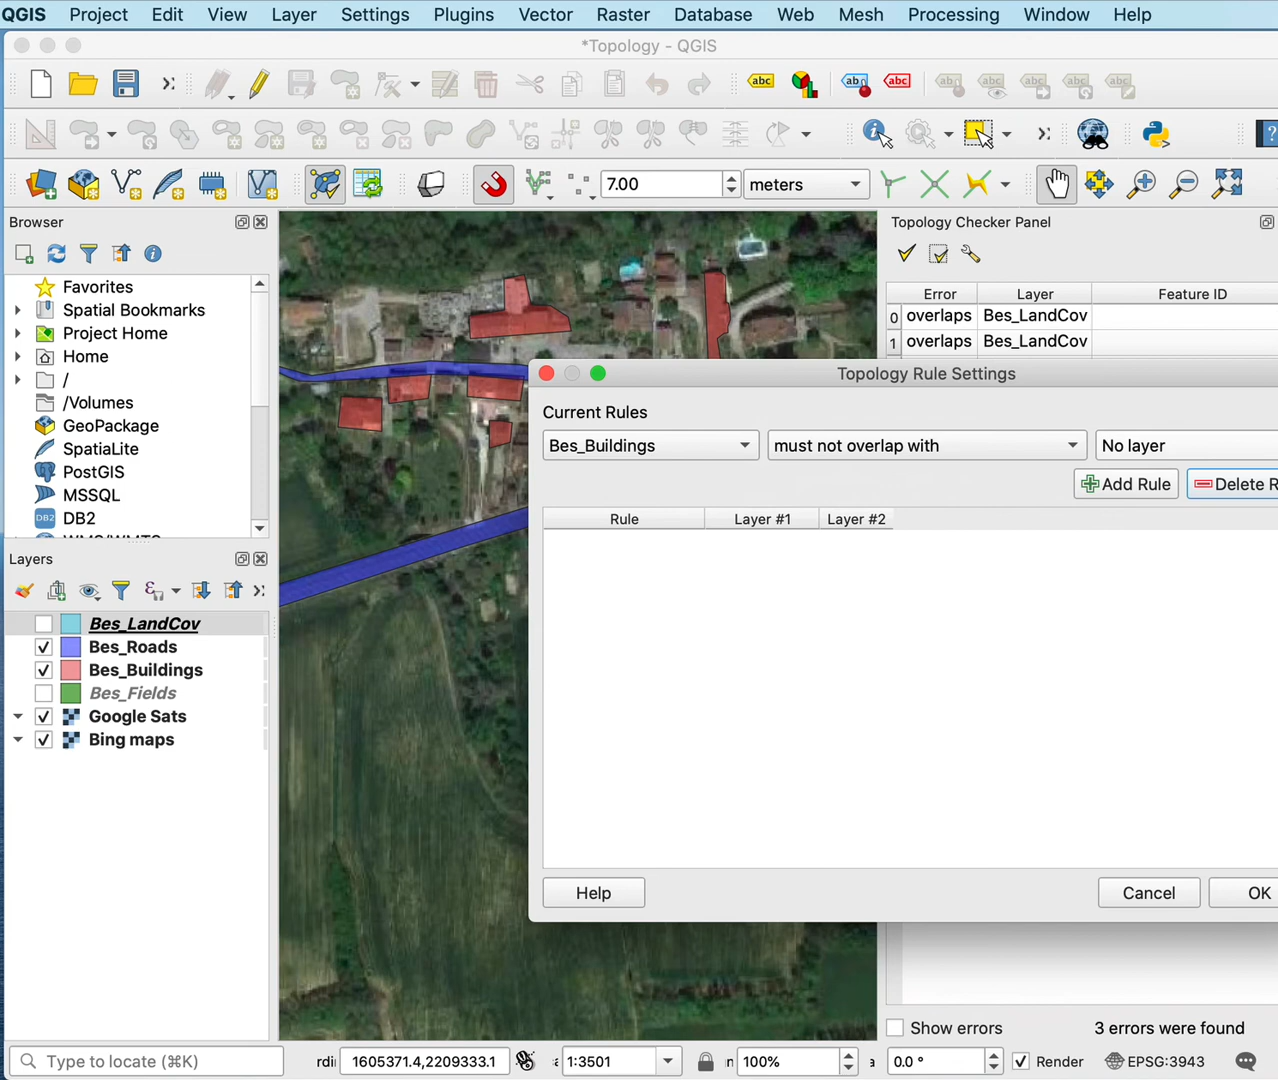 QGIS Project Edit View Layer Settings Plugins Vector Raster Database Web Mesh Processing Window Help
*Topology - QGIS
abc abc abc
7.00 meters
Browser
Favorites
Spatial Bookmarks
Project Home
Home
/
/Volumes
GeoPackage
SpatiaLite
PostGIS
MSSQL
DB2 DB2
Layers
Bes_LandCov
Bes_Roads
Bes_Buildings
Bes_Fields
Google Sats
Bing maps
Topology Checker Panel
Error Layer Feature ID
0 overlaps Bes_LandCov
1 overlaps Bes_LandCov
Topology Rule Settings
Current Rules
Bes_Buildings must not overlap with No layer
Add Rule Delete R
Rule Layer #1 Layer #2
Help Cancel OK
Show errors 3 errors were found
Type to locate (⌘K) rdi 1605371.4,2209333.1 1:3501 100% 0.0 ° Render EPSG:3943